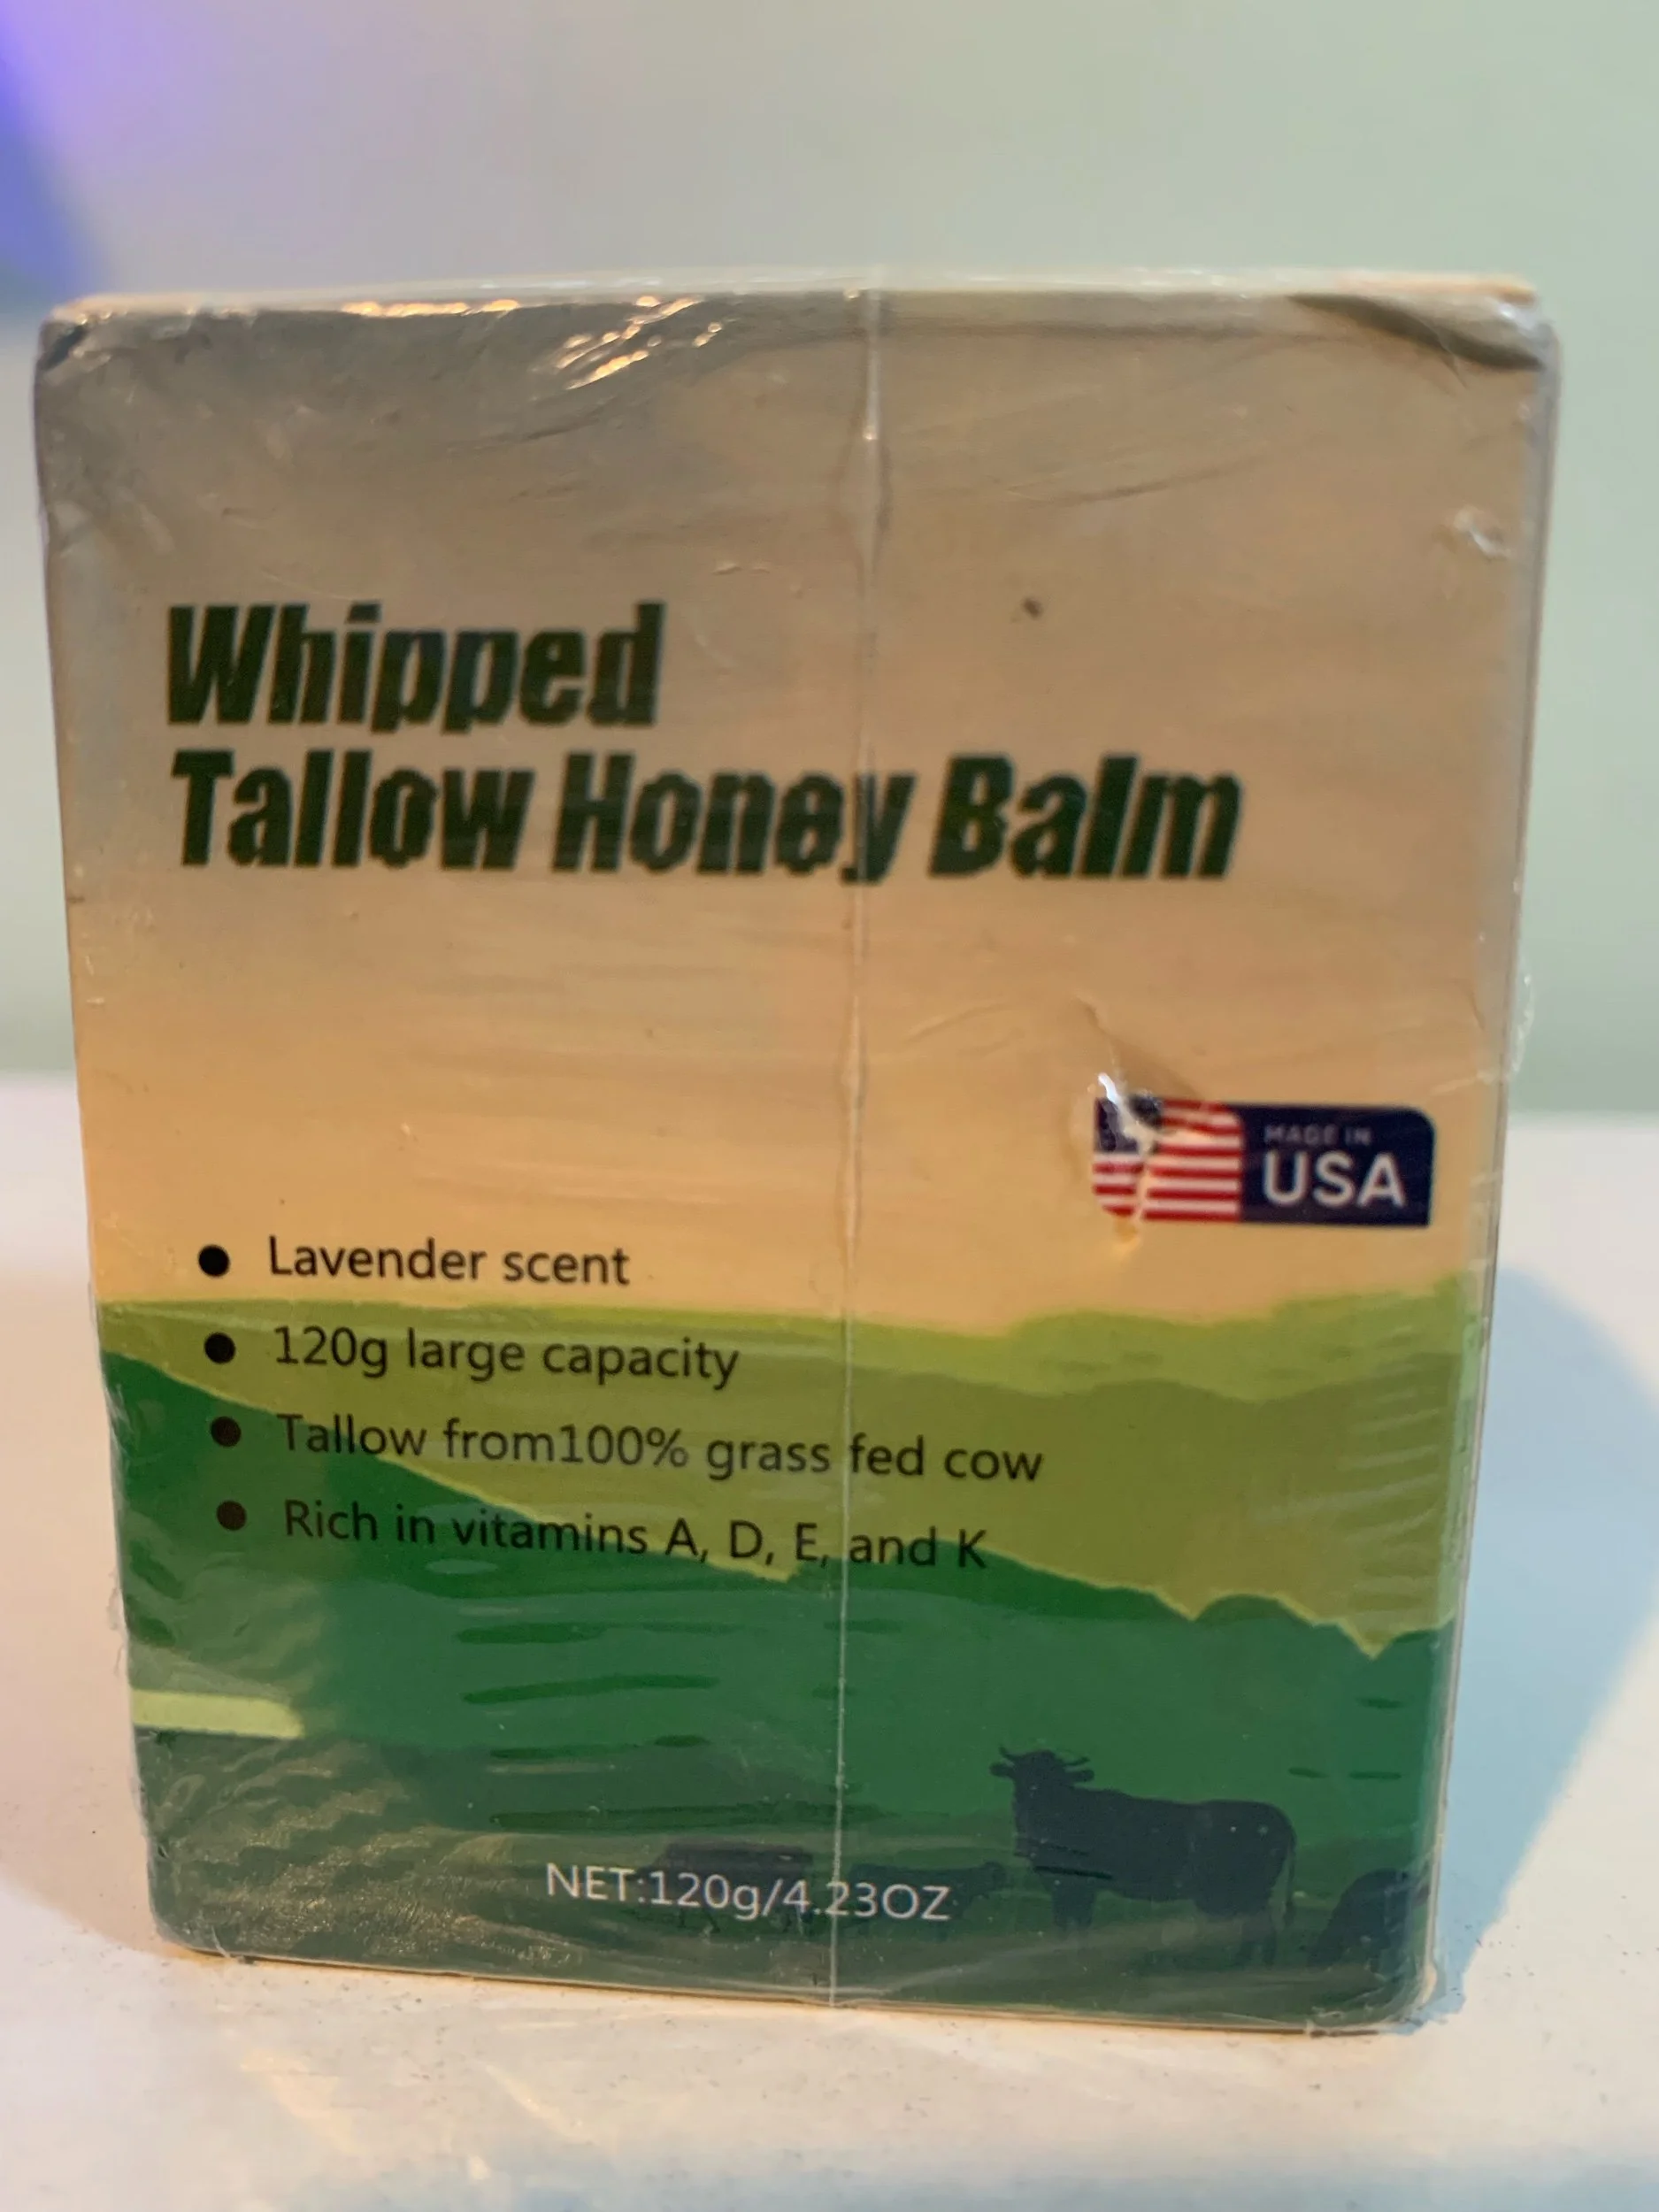 Whipped
Tallow Honey Balm
MADE IN
USA
● Lavender scent
● 120g large capacity
● Tallow from100% grass fed cow
● Rich in vitamins A, D, E, and K
NET:120g/4.23OZ